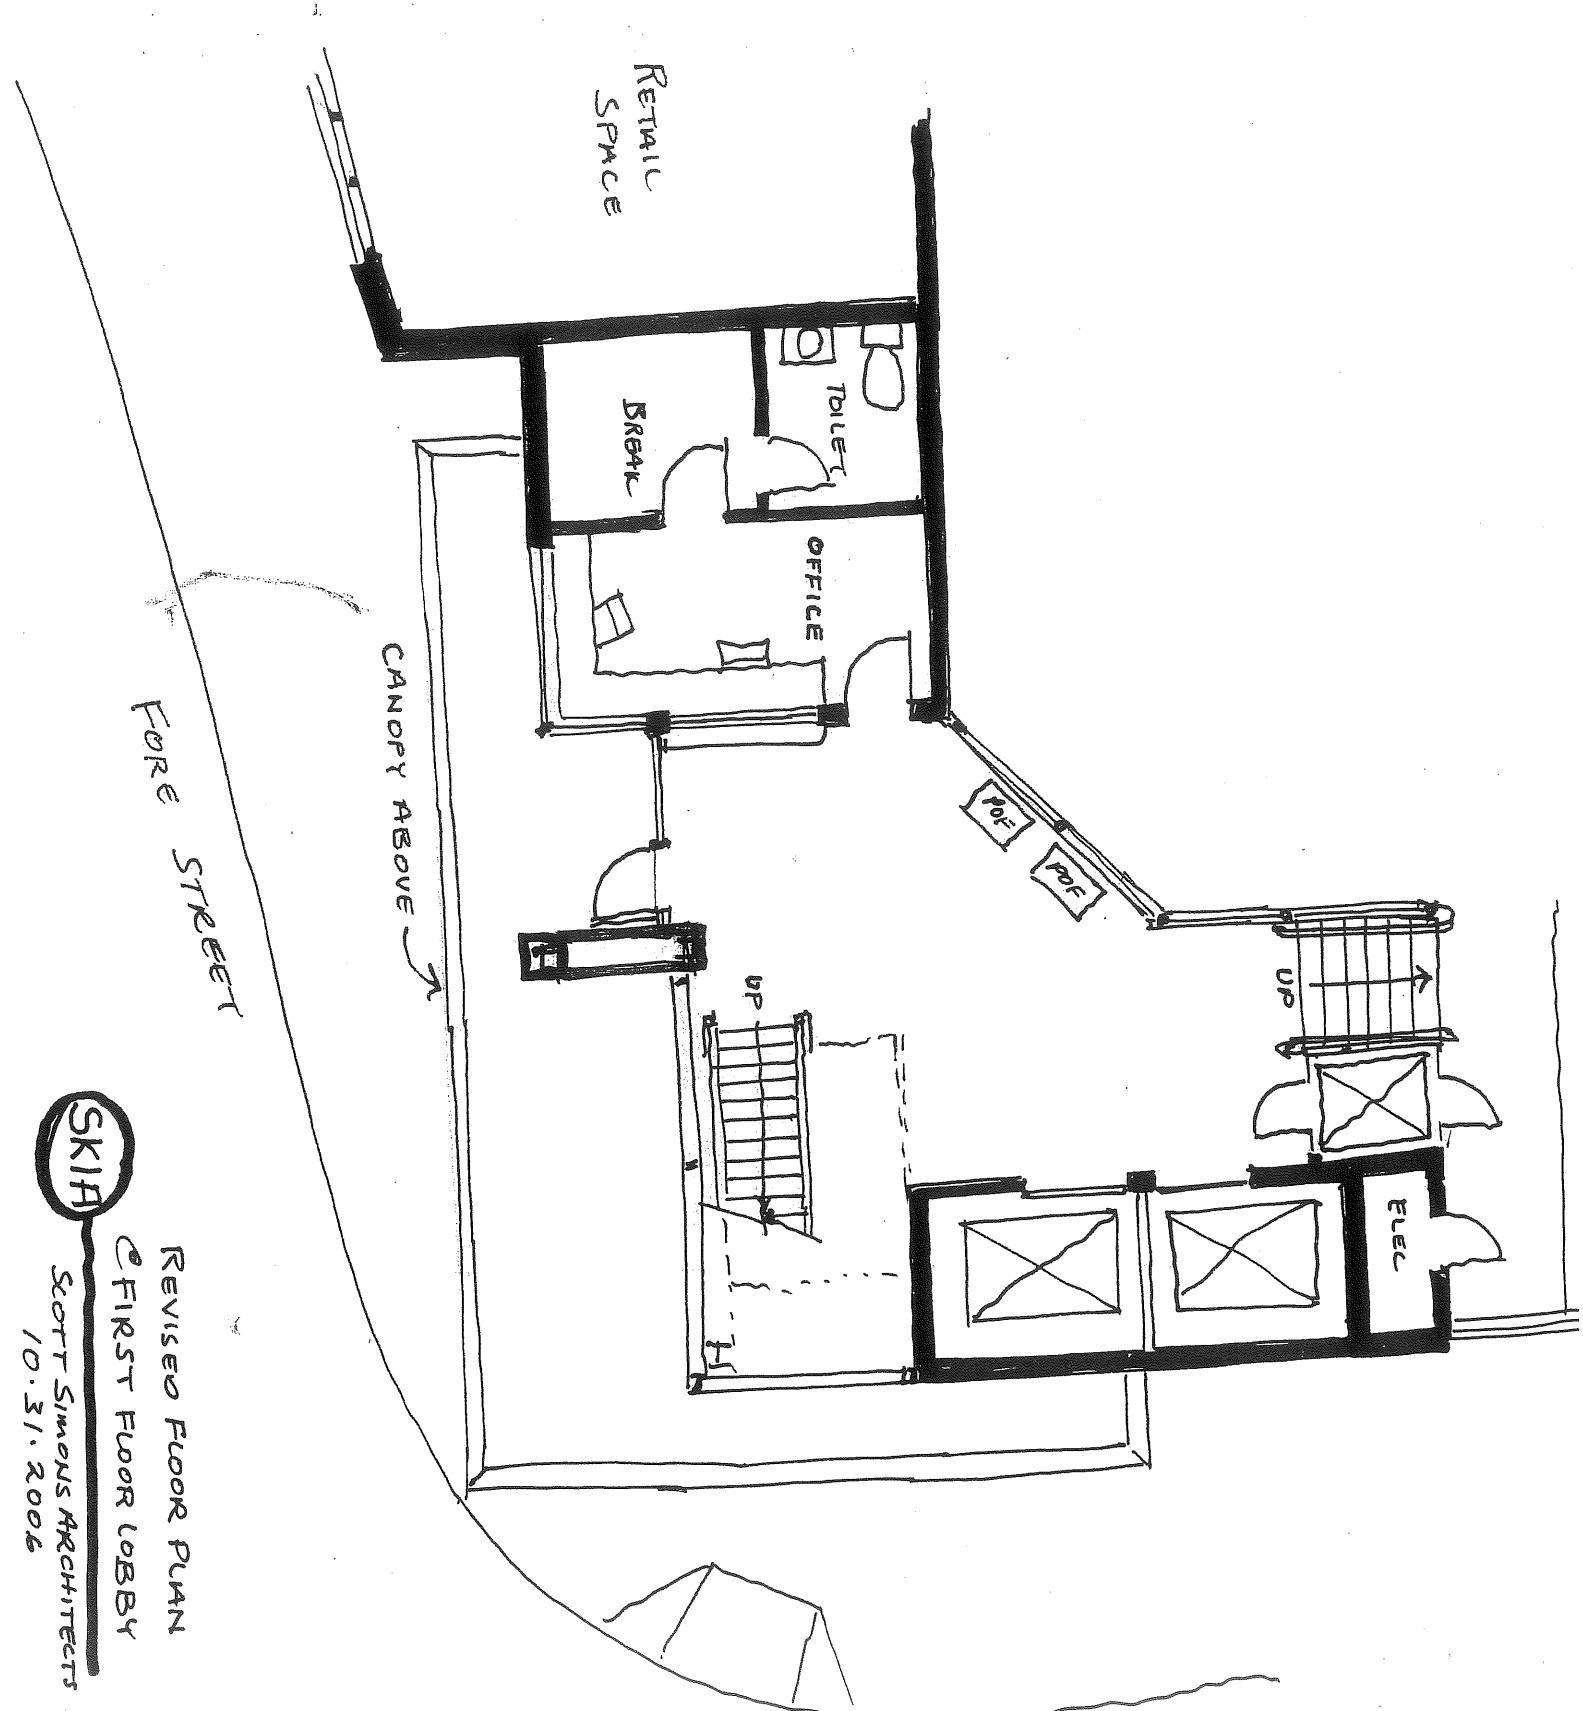 RETAIL
SPACE
TOILET
BREAK
OFFICE
CANOPY ABOVE
FORE STREET
POF
POF
UP
UP
ELEC
REVISED FLOOR PLAN
@ FIRST FLOOR LOBBY
SCOTT SIMONS ARCHITECTS
10.31.2006